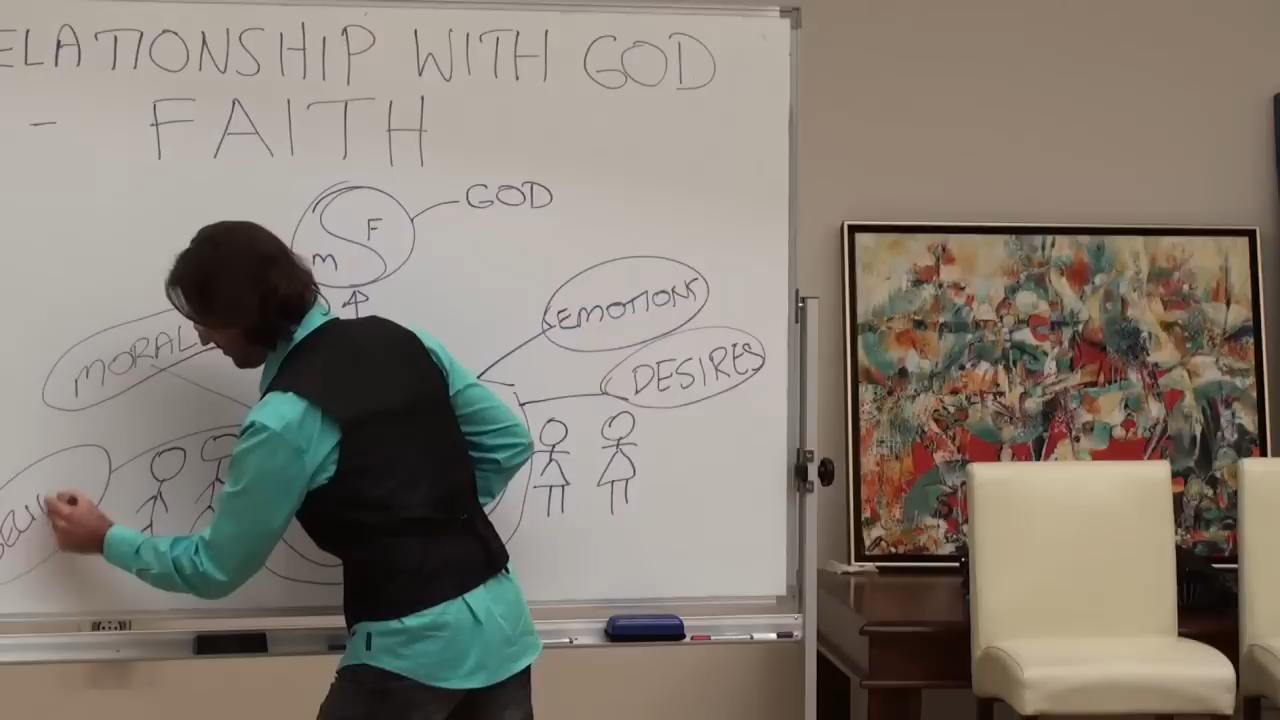 ELATIONSHIP WITH GOD
- FAITH
GOD
F
M
EMOTIONS
MORAL
DESIRES